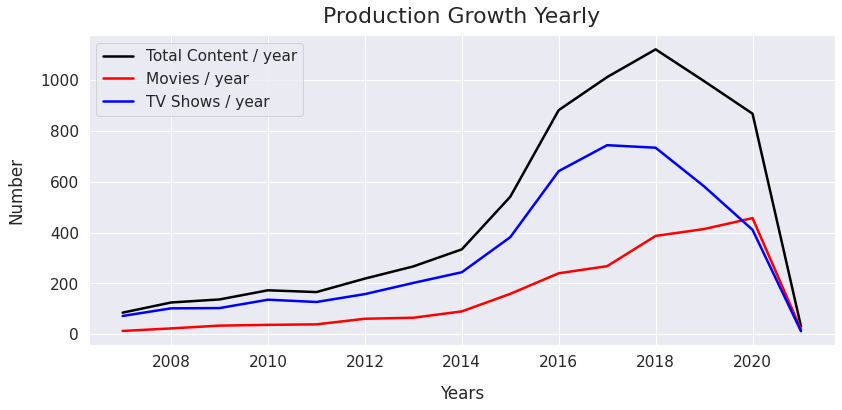 Production Growth Yearly
Total Content / year
Movies / year
TV Shows / year
1000
800
600
400
200
0
Number
2008 2010 2012 2014 2016 2018 2020
Years